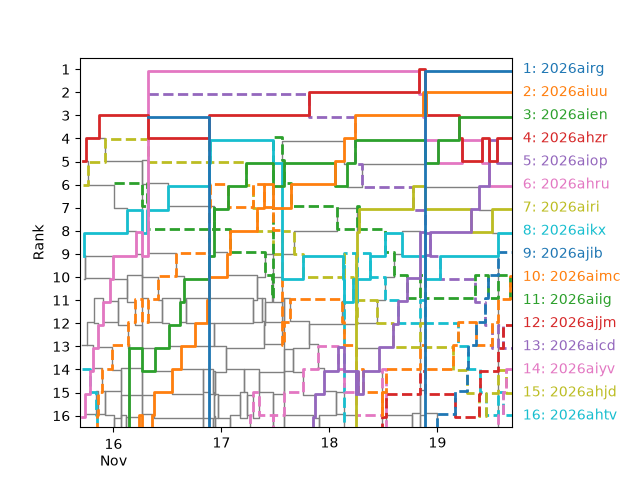 1
2
3
4
5
6
7
8
9
10
11
12
13
14
15
16
Rank
16
17
18
19
Nov
1: 2026airg
2: 2026aiuu
3: 2026aien
4: 2026ahzr
5: 2026aiop
6: 2026ahru
7: 2026airi
8: 2026aikx
9: 2026ajib
10: 2026aimc
11: 2026aiig
12: 2026ajjm
13: 2026aicd
14: 2026aiyv
15: 2026ahjd
16: 2026ahtv